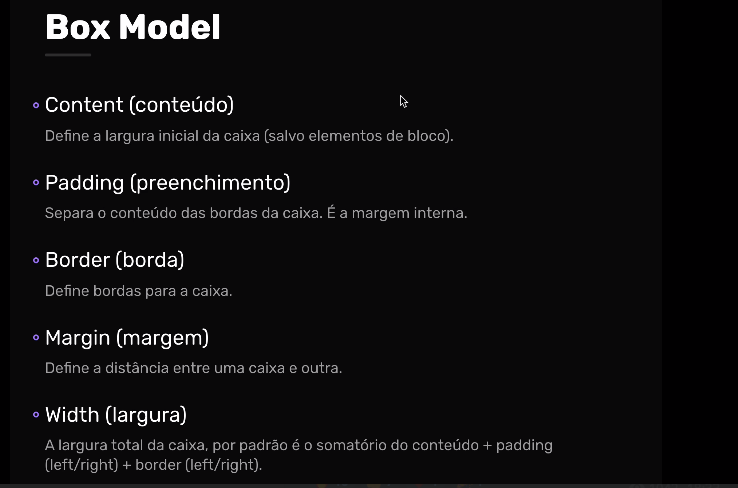 Box Model
Content (conteúdo)
Define a largura inicial da caixa (salvo elementos de bloco).
Padding (preenchimento)
Separa o conteúdo das bordas da caixa. É a margem interna.
Border (borda)
Define bordas para a caixa.
Margin (margem)
Define a distância entre uma caixa e outra.
Width (largura)
A largura total da caixa, por padrão é o somatório do conteúdo + padding
(left/right) + border (left/right).